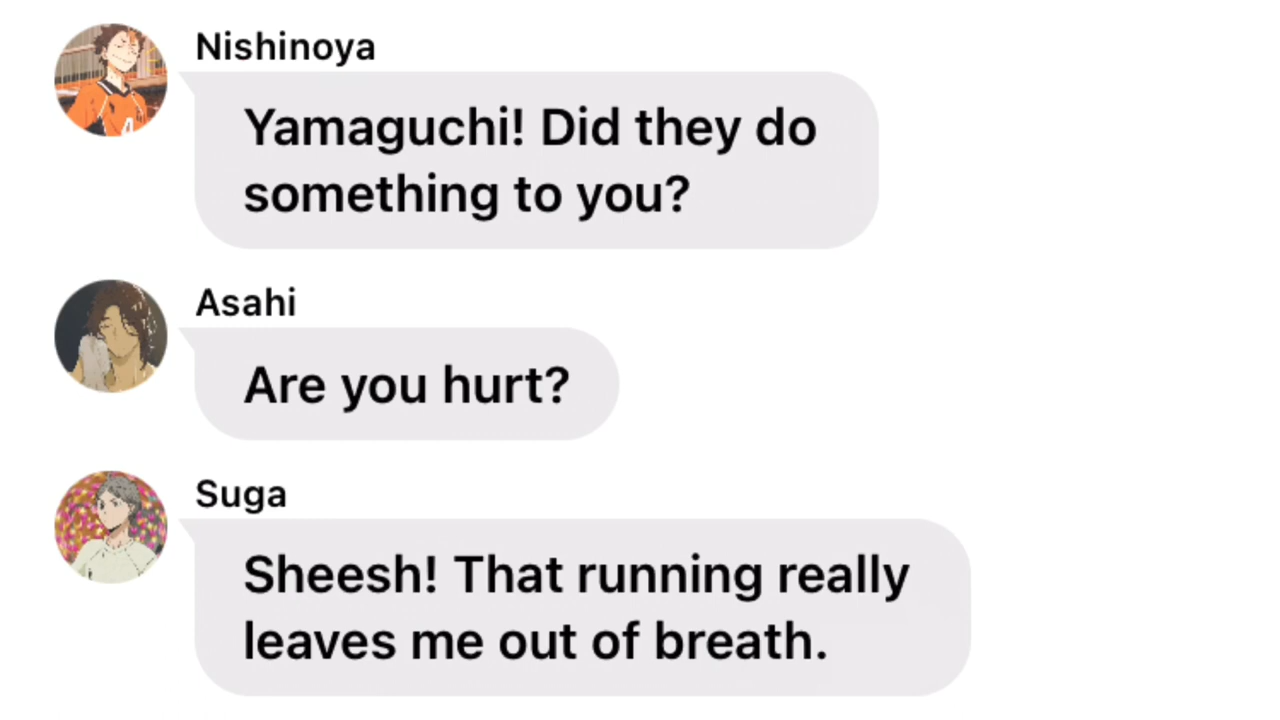 Nishinoya
Yamaguchi! Did they do
something to you?
Asahi
Are you hurt?
Suga
Sheesh! That running really
leaves me out of breath.